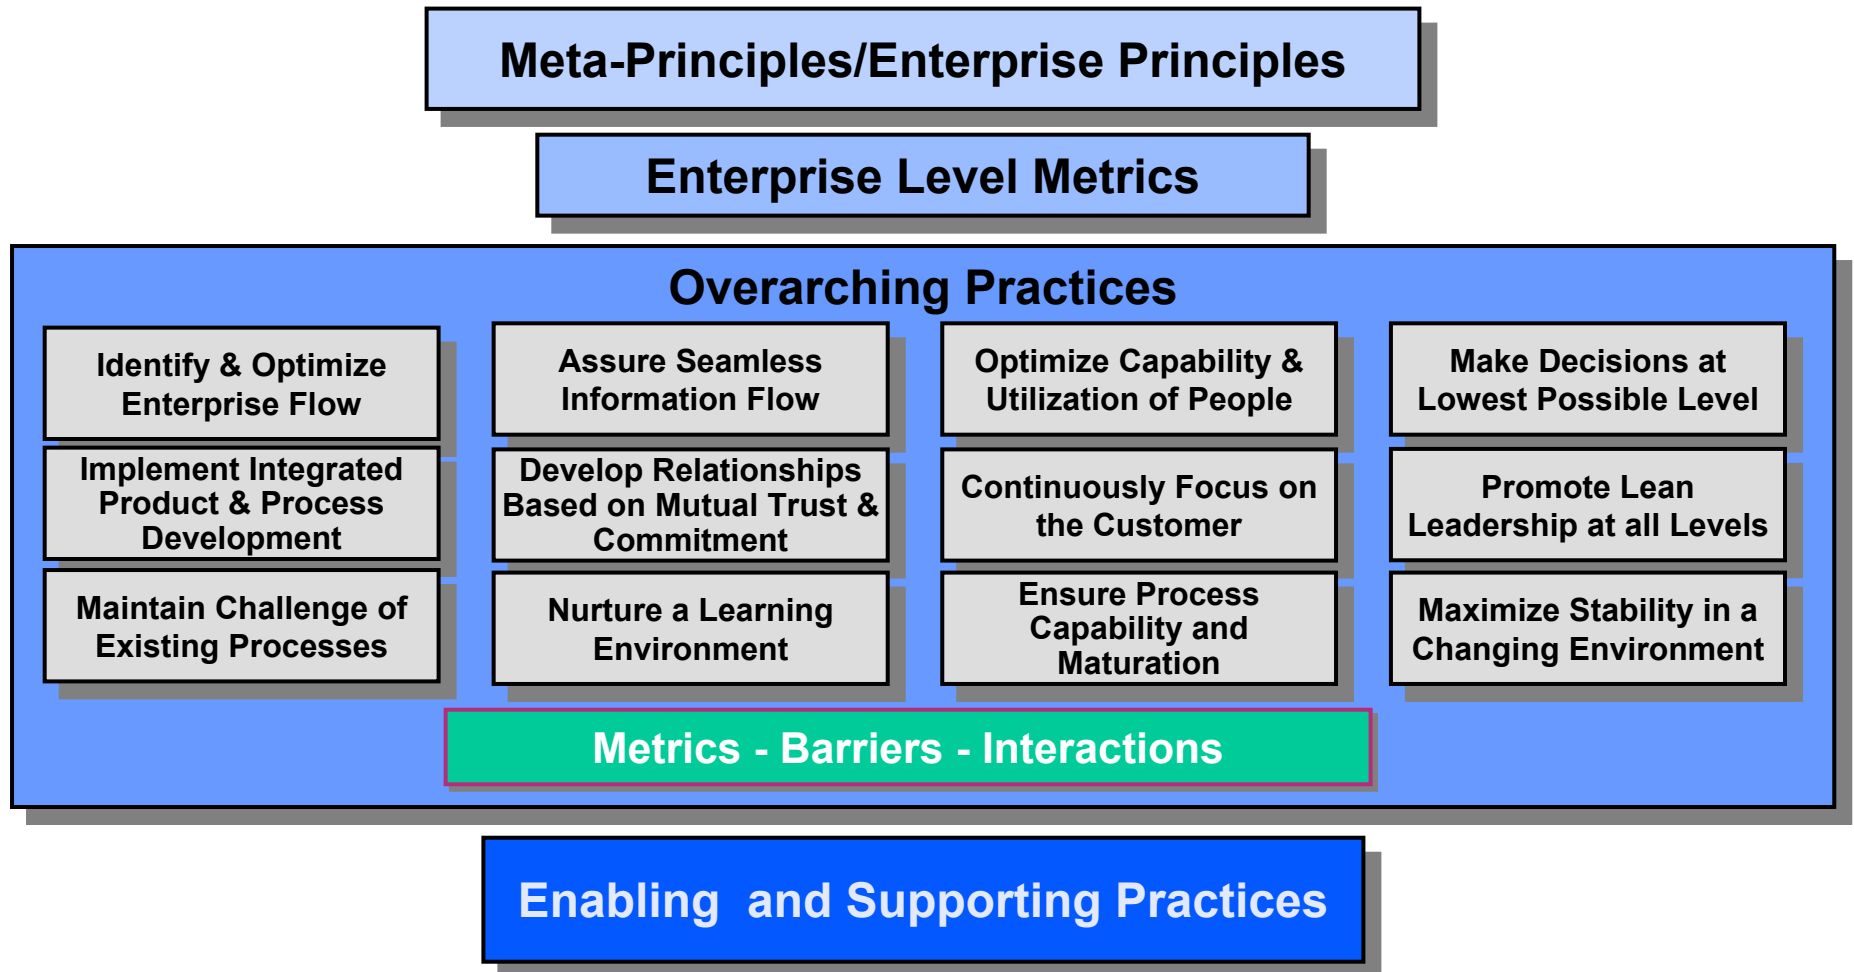 Meta-Principles/Enterprise Principles
Enterprise Level Metrics
Overarching Practices
Identify & Optimize
Enterprise Flow
Assure Seamless
Information Flow
Optimize Capability &
Utilization of People
Make Decisions at
Lowest Possible Level
Implement Integrated
Product & Process
Development
Develop Relationships
Based on Mutual Trust &
Commitment
Continuously Focus on
the Customer
Promote Lean
Leadership at all Levels
Maintain Challenge of
Existing Processes
Nurture a Learning
Environment
Ensure Process
Capability and
Maturation
Maximize Stability in a
Changing Environment
Metrics - Barriers - Interactions
Enabling  and Supporting Practices